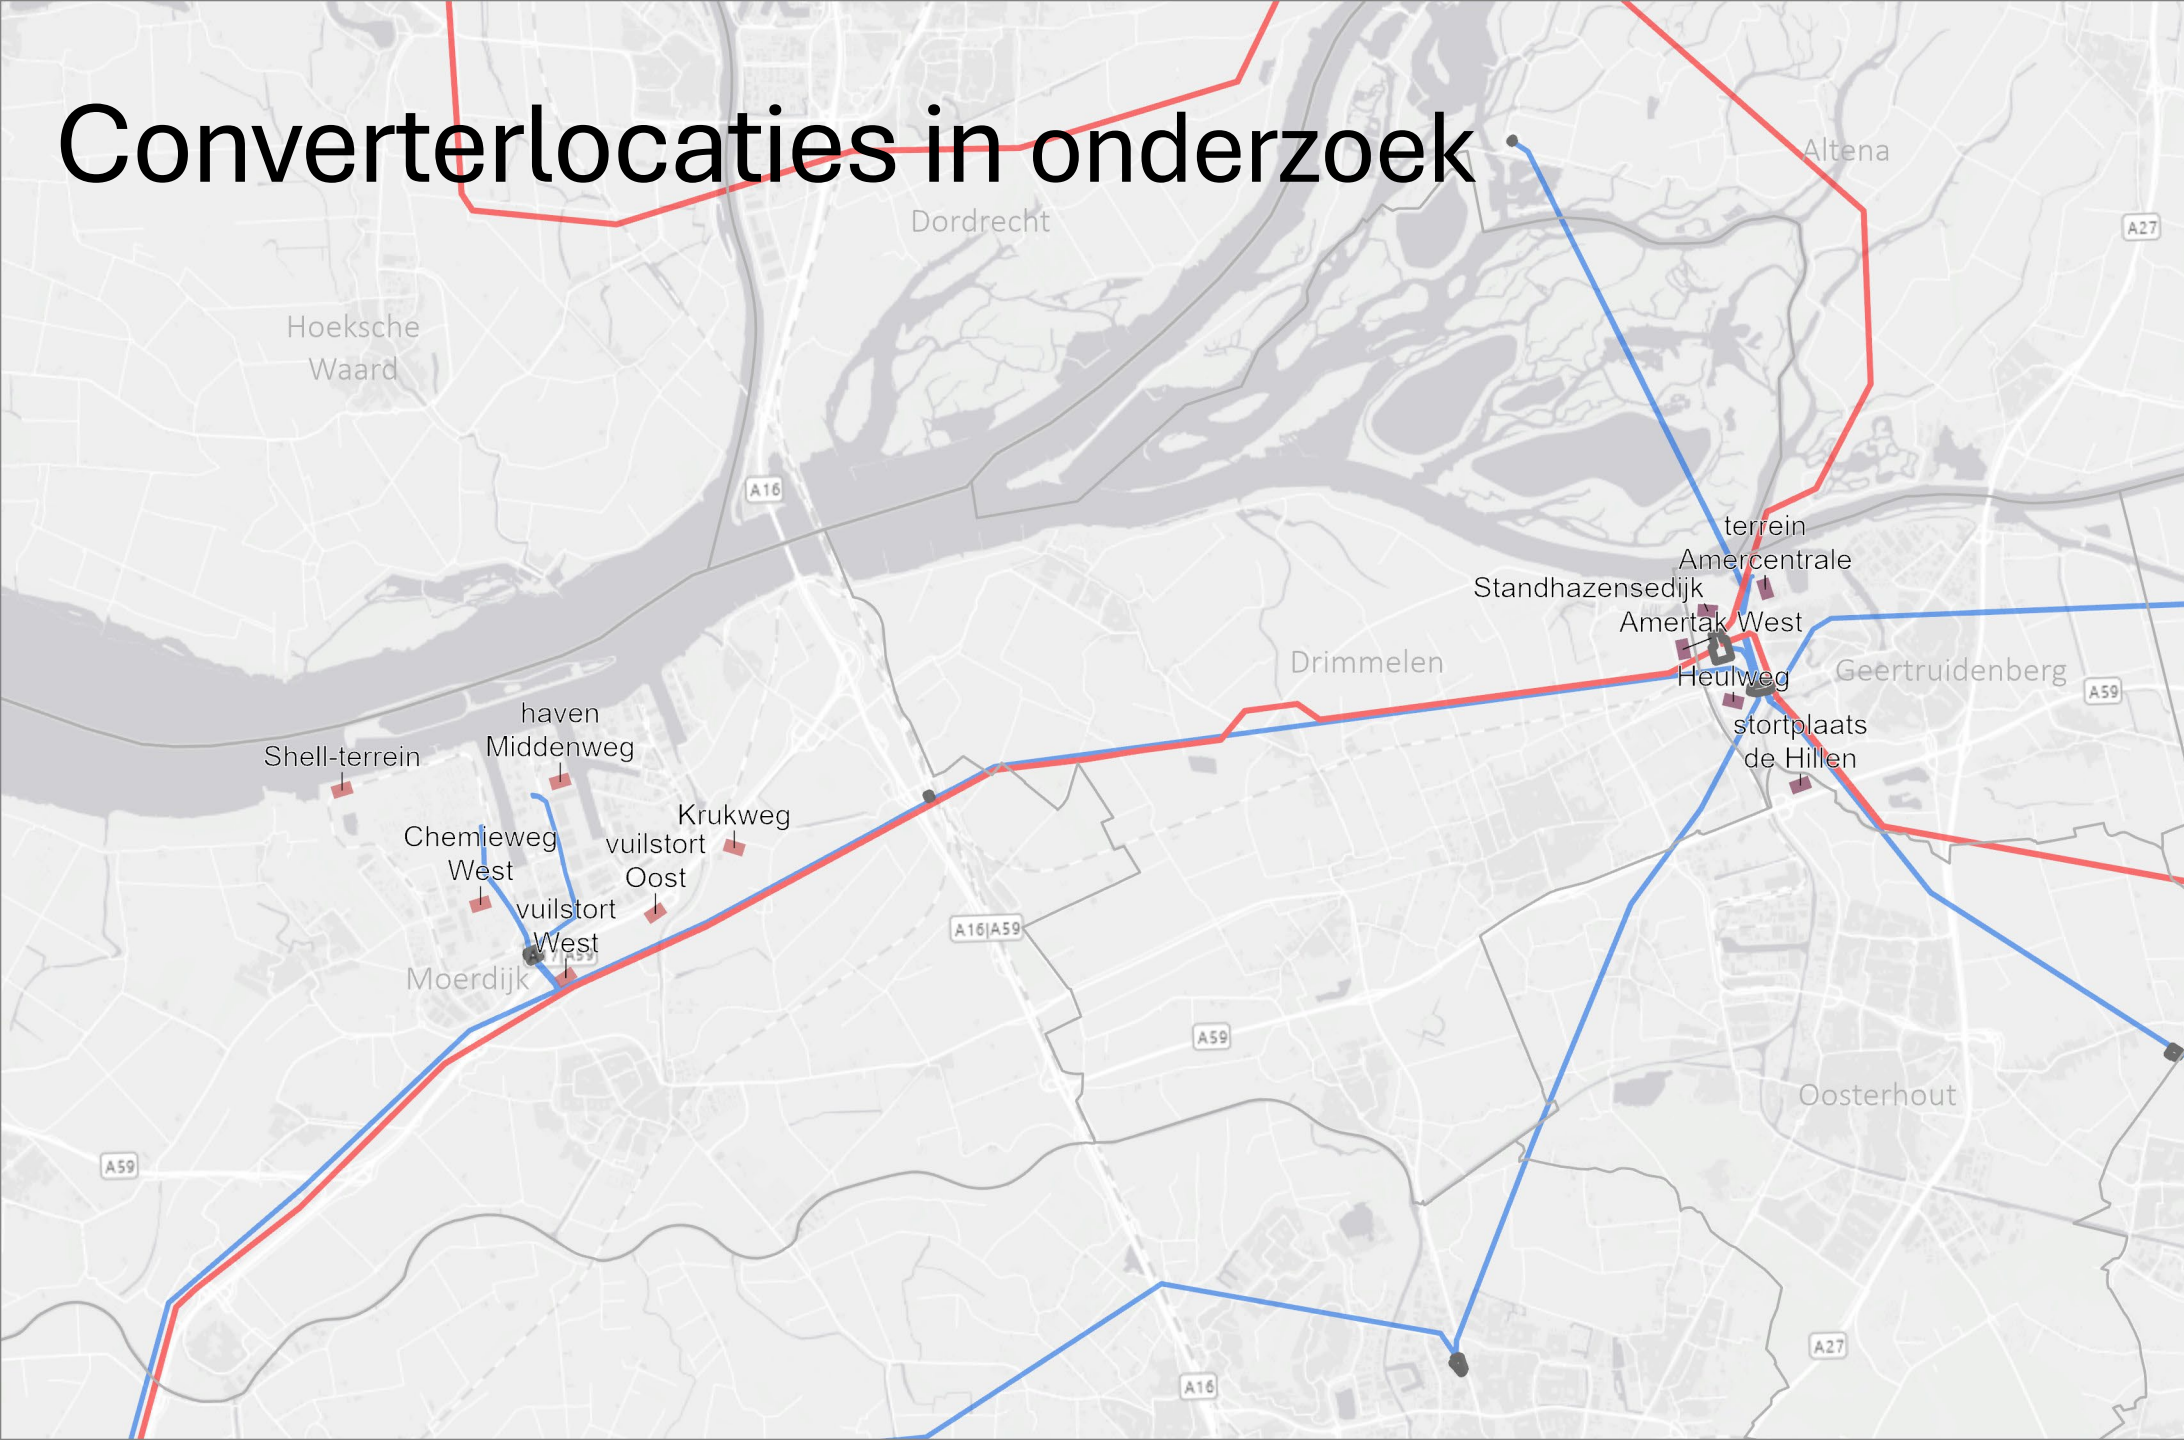 Converterlocaties in onderzoek
Altena
A27
Dordrecht
Hoeksche
Waard
A16
terrein
Amercentrale
Standhazensedijk
Amertak West
Drimmelen
Geertruidenberg
Heulweg
A59
stortplaats
de Hillen
haven
Middenweg
Shell-terrein
Krukweg
Chemieweg
West
vuilstort
Oost
vuilstort
West
A17|A59
A16|A59
Moerdijk
A59
Oosterhout
A59
A27
A16